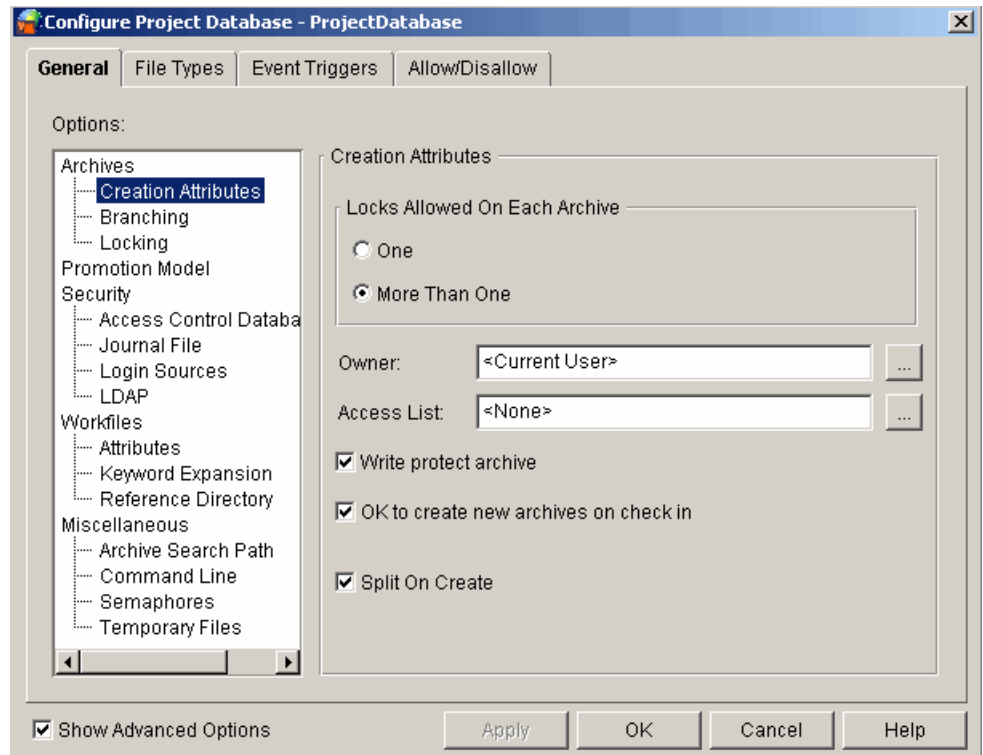 Configure Project Database - ProjectDatabase
General File Types Event Triggers Allow/Disallow
Options:
Archives
Creation Attributes
Branching
Locking
Promotion Model
Security
Access Control Databa
Journal File
Login Sources
LDAP
Workfiles
Attributes
Keyword Expansion
Reference Directory
Miscellaneous
Archive Search Path
Command Line
Semaphores
Temporary Files
Creation Attributes
Locks Allowed On Each Archive
One
More Than One
Owner: <Current User> ...
Access List: <None> ...
Write protect archive
OK to create new archives on check in
Split On Create
Show Advanced Options Apply OK Cancel Help